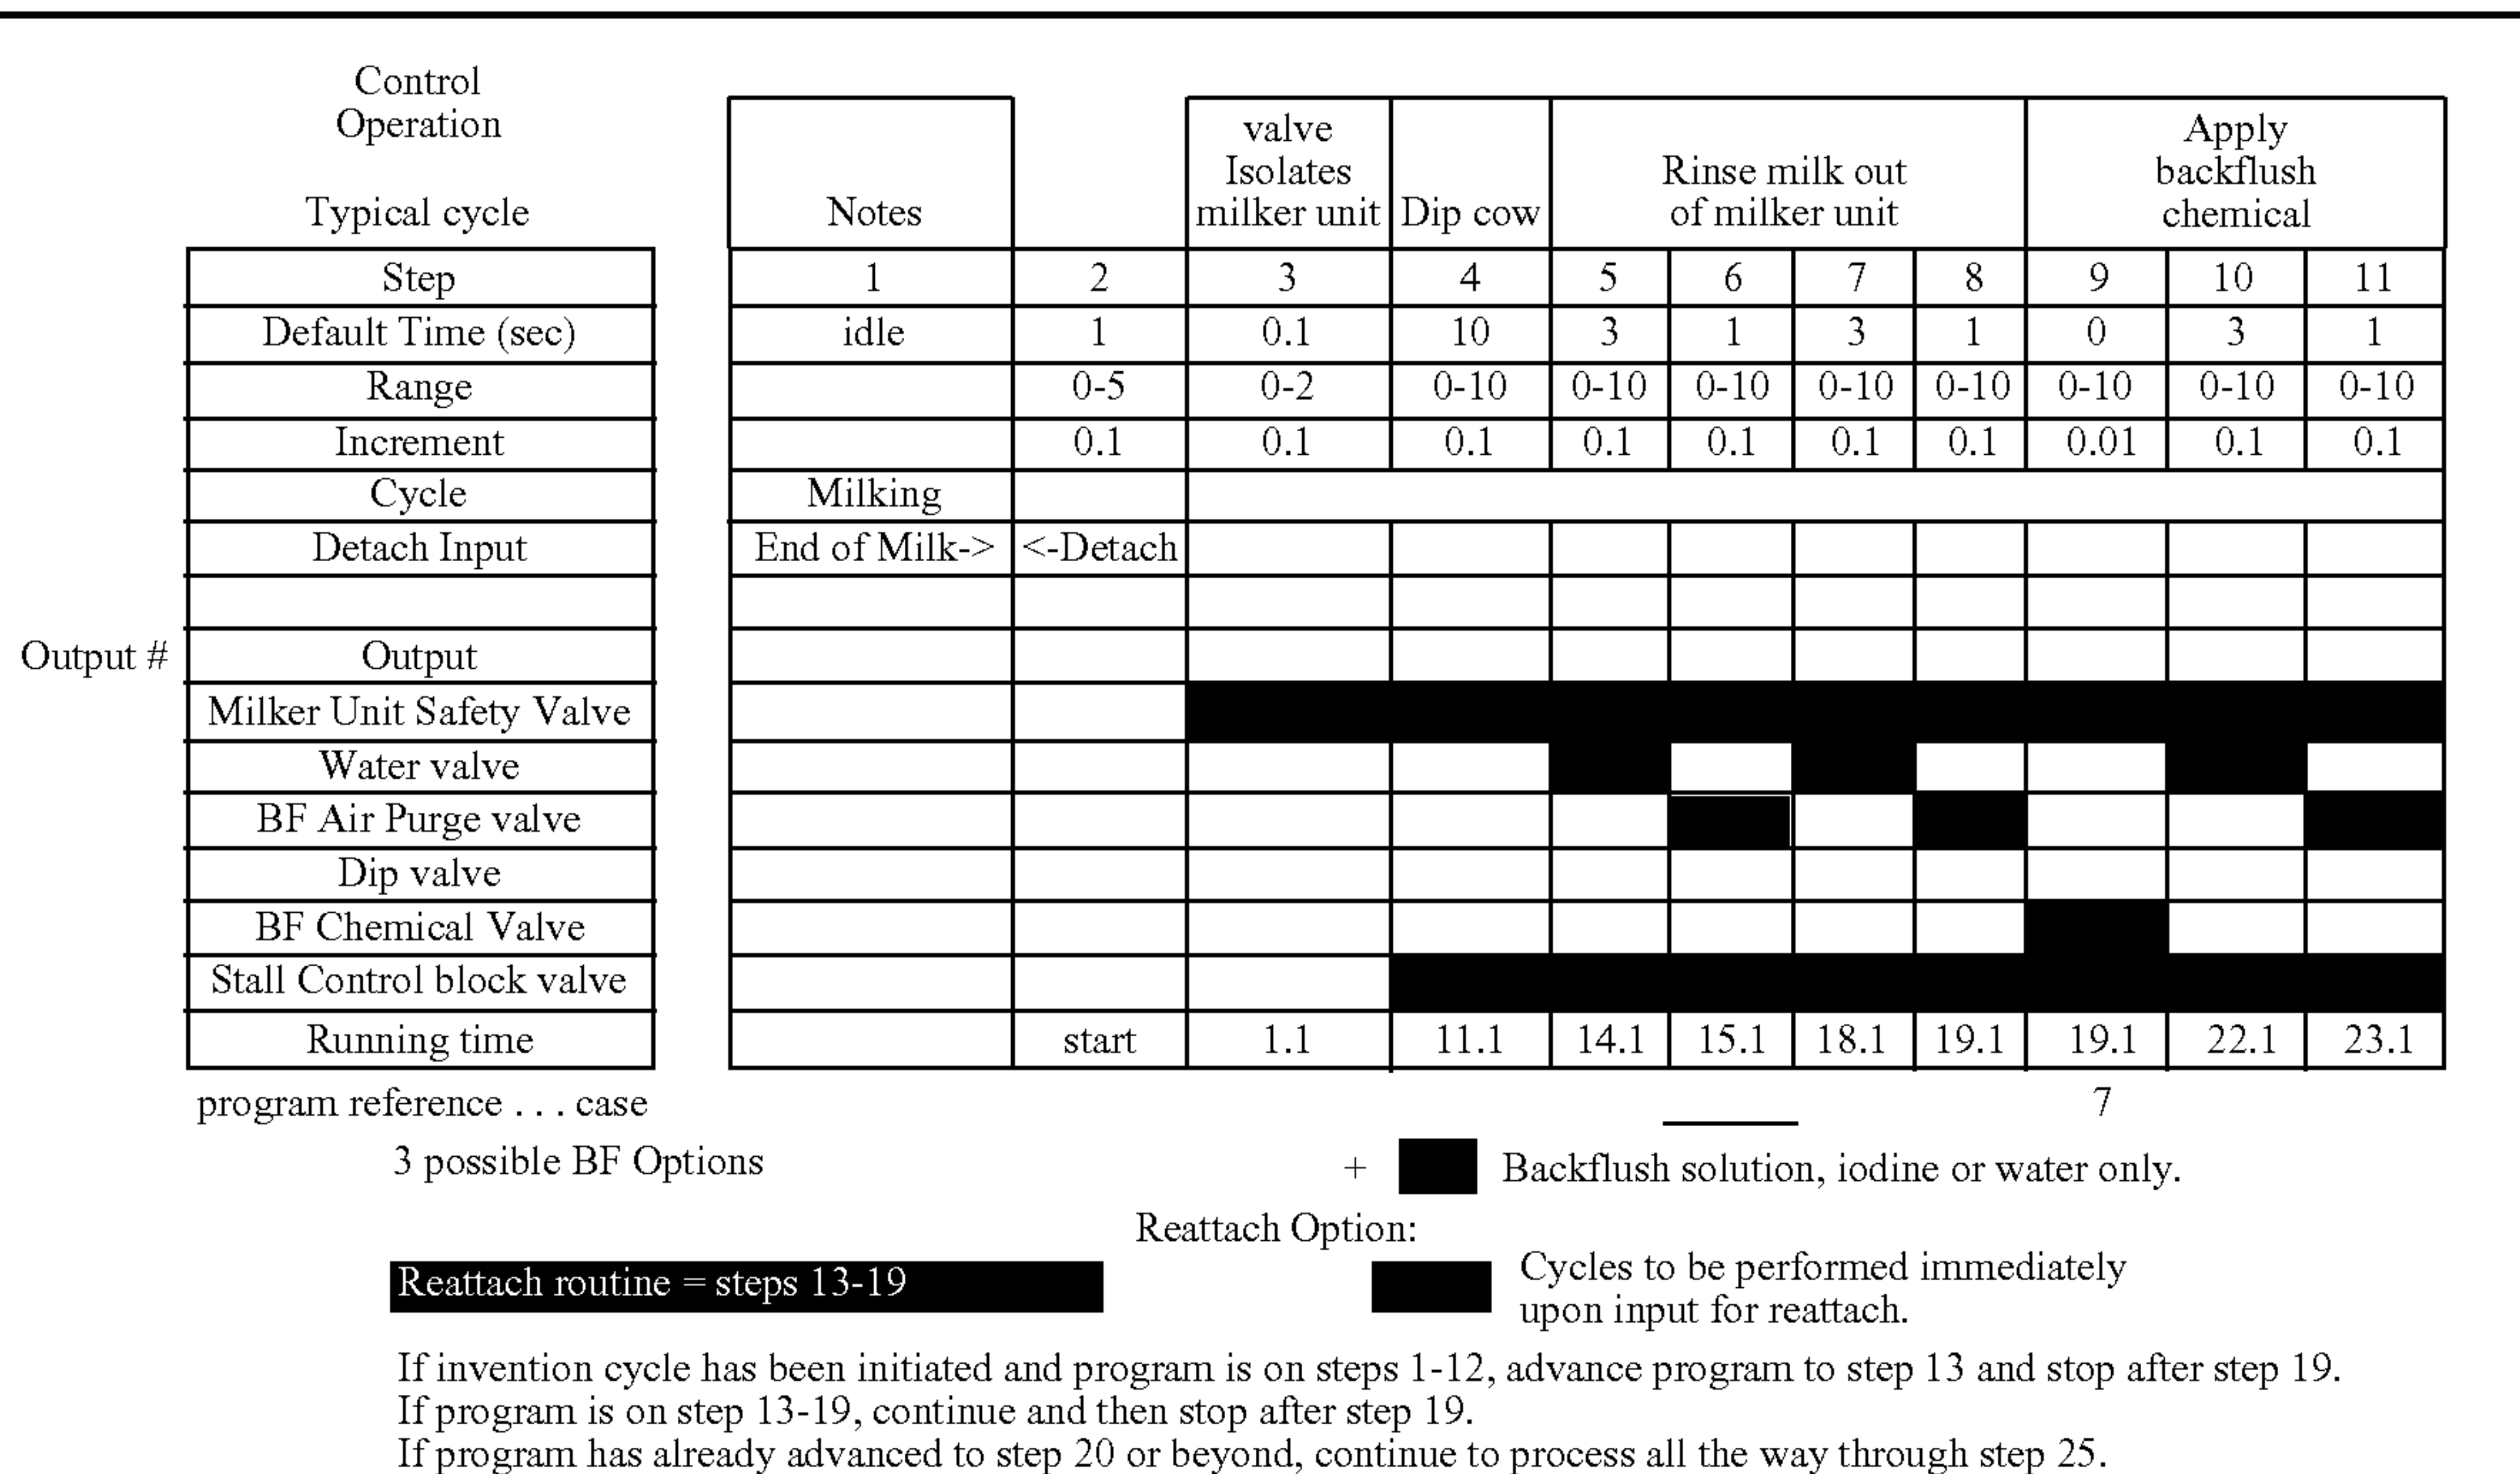 Control
Operation
Typical cycle
Notes
valve
Isolates
milker unit
Dip cow
Rinse milk out
of milker unit
Apply
backflush
chemical
Step 1 2 3 4 5 6 7 8 9 10 11
Default Time (sec) idle 1 0.1 10 3 1 3 1 0 3 1
Range 0-5 0-2 0-10 0-10 0-10 0-10 0-10 0-10 0-10 0-10
Increment 0.1 0.1 0.1 0.1 0.1 0.1 0.1 0.01 0.1 0.1
Cycle Milking
Detach Input End of Milk-> <-Detach
Output # Output
Milker Unit Safety Valve
Water valve
BF Air Purge valve
Dip valve
BF Chemical Valve
Stall Control block valve
Running time start 1.1 11.1 14.1 15.1 18.1 19.1 19.1 22.1 23.1
program reference . . . case 7
3 possible BF Options + Backflush solution, iodine or water only.
Reattach Option:
Reattach routine = steps 13-19
Cycles to be performed immediately
upon input for reattach.
If invention cycle has been initiated and program is on steps 1-12, advance program to step 13 and stop after step 19.
If program is on step 13-19, continue and then stop after step 19.
If program has already advanced to step 20 or beyond, continue to process all the way through step 25.